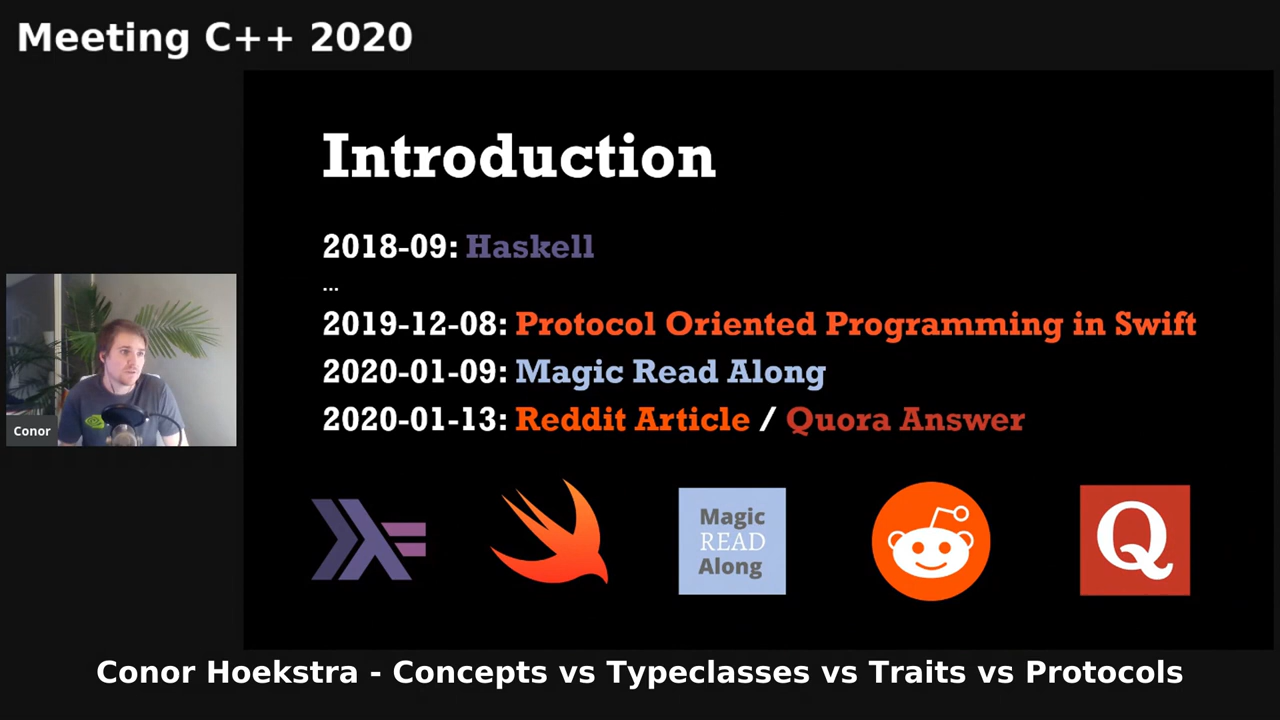 Meeting C++ 2020
Introduction
2018-09: Haskell
...
2019-12-08: Protocol Oriented Programming in Swift
2020-01-09: Magic Read Along
2020-01-13: Reddit Article / Quora Answer
Conor
Magic
READ
Along
Q
Conor Hoekstra - Concepts vs Typeclasses vs Traits vs Protocols